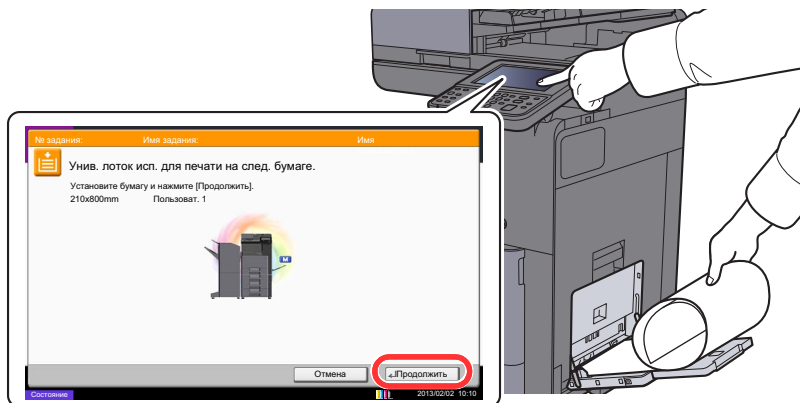 № задания: Имя задания: Имя
Унив. лоток исп. для печати на след. бумаге.
Установите бумагу и нажмите [Продолжить].
210x800mm Пользоват. 1
M
Отмена Продолжить
Состояние 2013/02/02 10:10